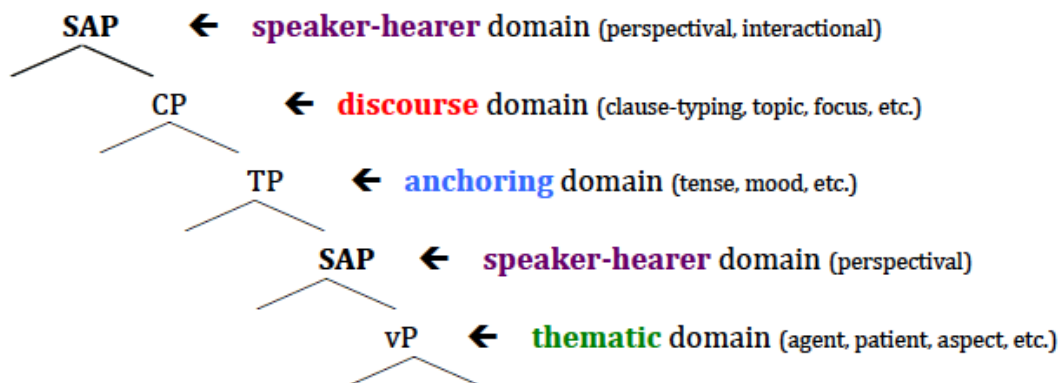 SAP ← speaker-hearer domain (perspectival, interactional)
CP ← discourse domain (clause-typing, topic, focus, etc.)
TP ← anchoring domain (tense, mood, etc.)
SAP ← speaker-hearer domain (perspectival)
vP ← thematic domain (agent, patient, aspect, etc.)